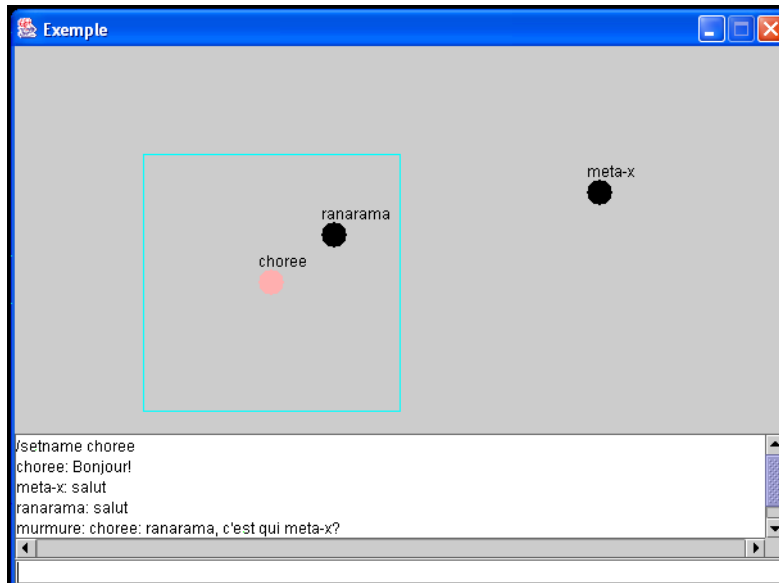 Exemple
meta-x
ranarama
choree
/setname choree
choree: Bonjour!
meta-x: salut
ranarama: salut
murmure: choree: ranarama, c'est qui meta-x?